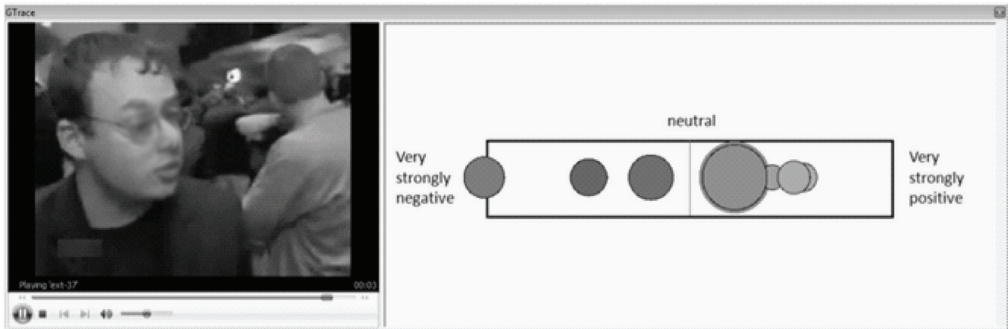 GTrace
neutral
Very
strongly
negative
Very
strongly
positive
Playing 'ext-37'
00:03